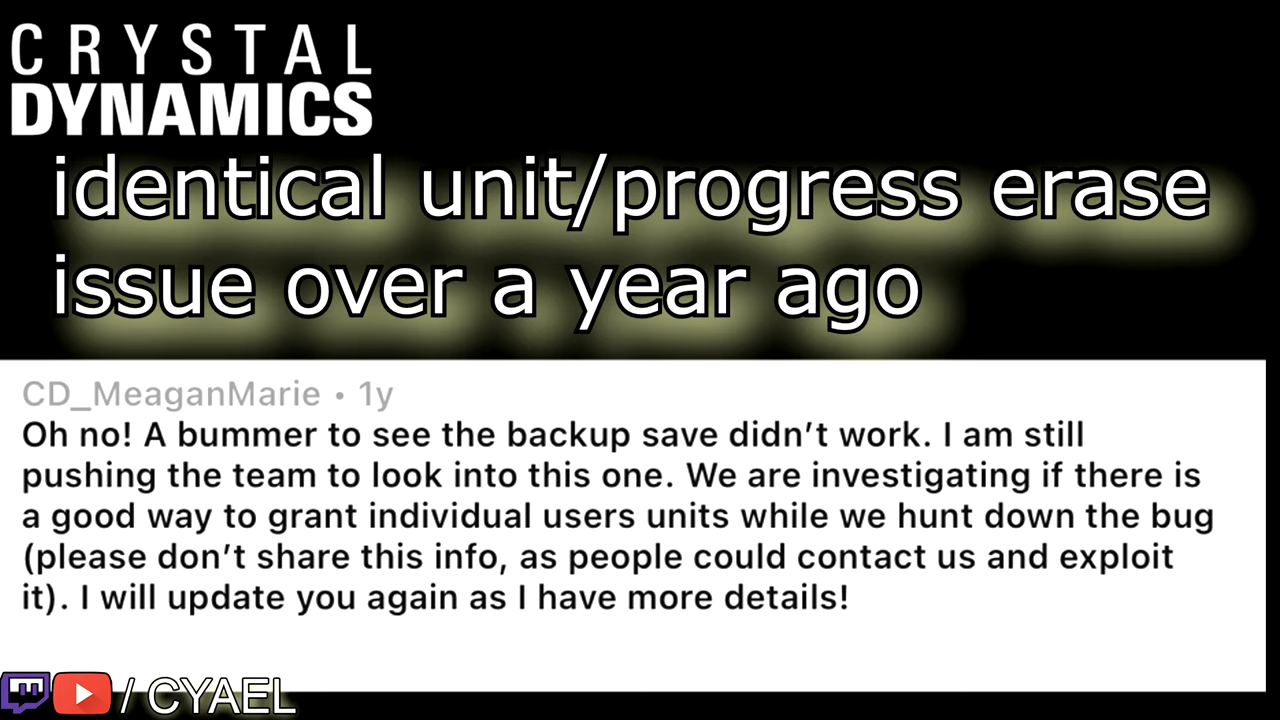 CRYSTAL
DYNAMICS
identical unit/progress erase
issue over a year ago
CD_MeaganMarie • 1y
Oh no! A bummer to see the backup save didn’t work. I am still
pushing the team to look into this one. We are investigating if there is
a good way to grant individual users units while we hunt down the bug
(please don’t share this info, as people could contact us and exploit
it). I will update you again as I have more details!
/ CYAEL